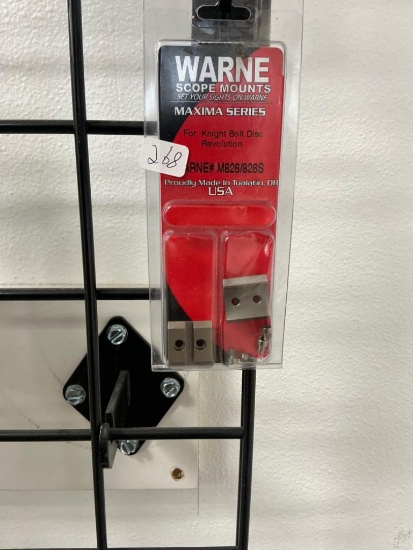 WARNE
SCOPE MOUNTS
SET YOUR SIGHTS ON WARNE
MAXIMA SERIES
For: Knight Bolt Disc
Revolution
268
ARNE# M826/826S
Proudly Made In Tualatin, OR
USA